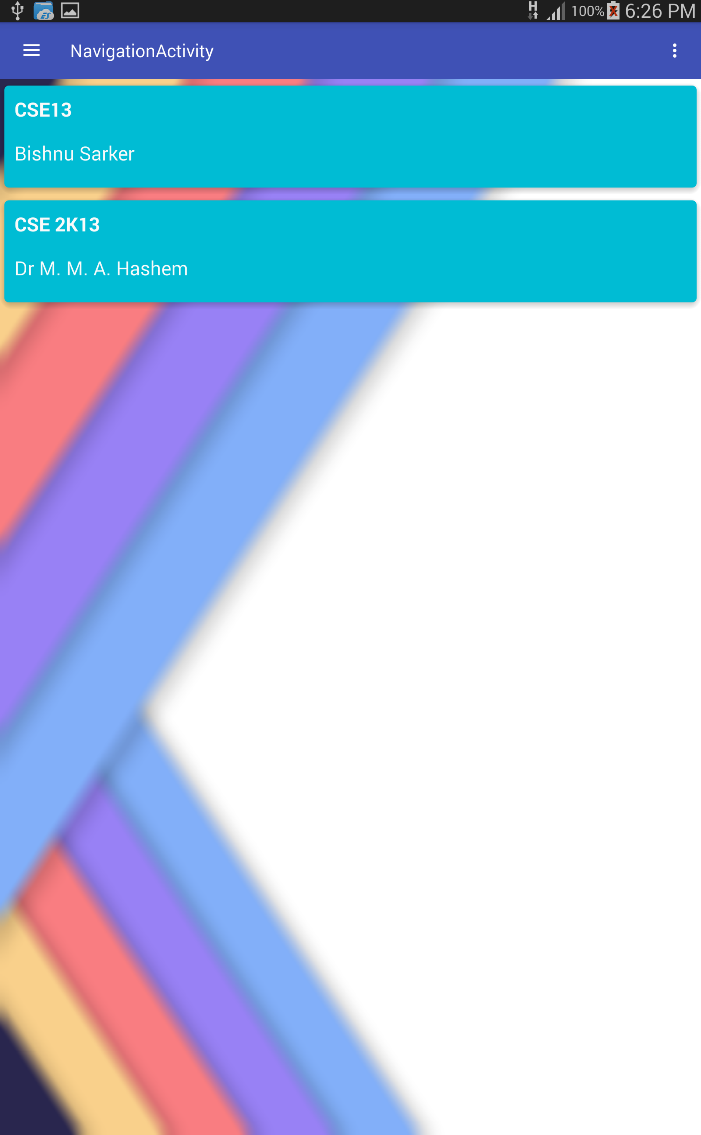 H 100% 6:26 PM
NavigationActivity
CSE13
Bishnu Sarker
CSE 2K13
Dr M. M. A. Hashem